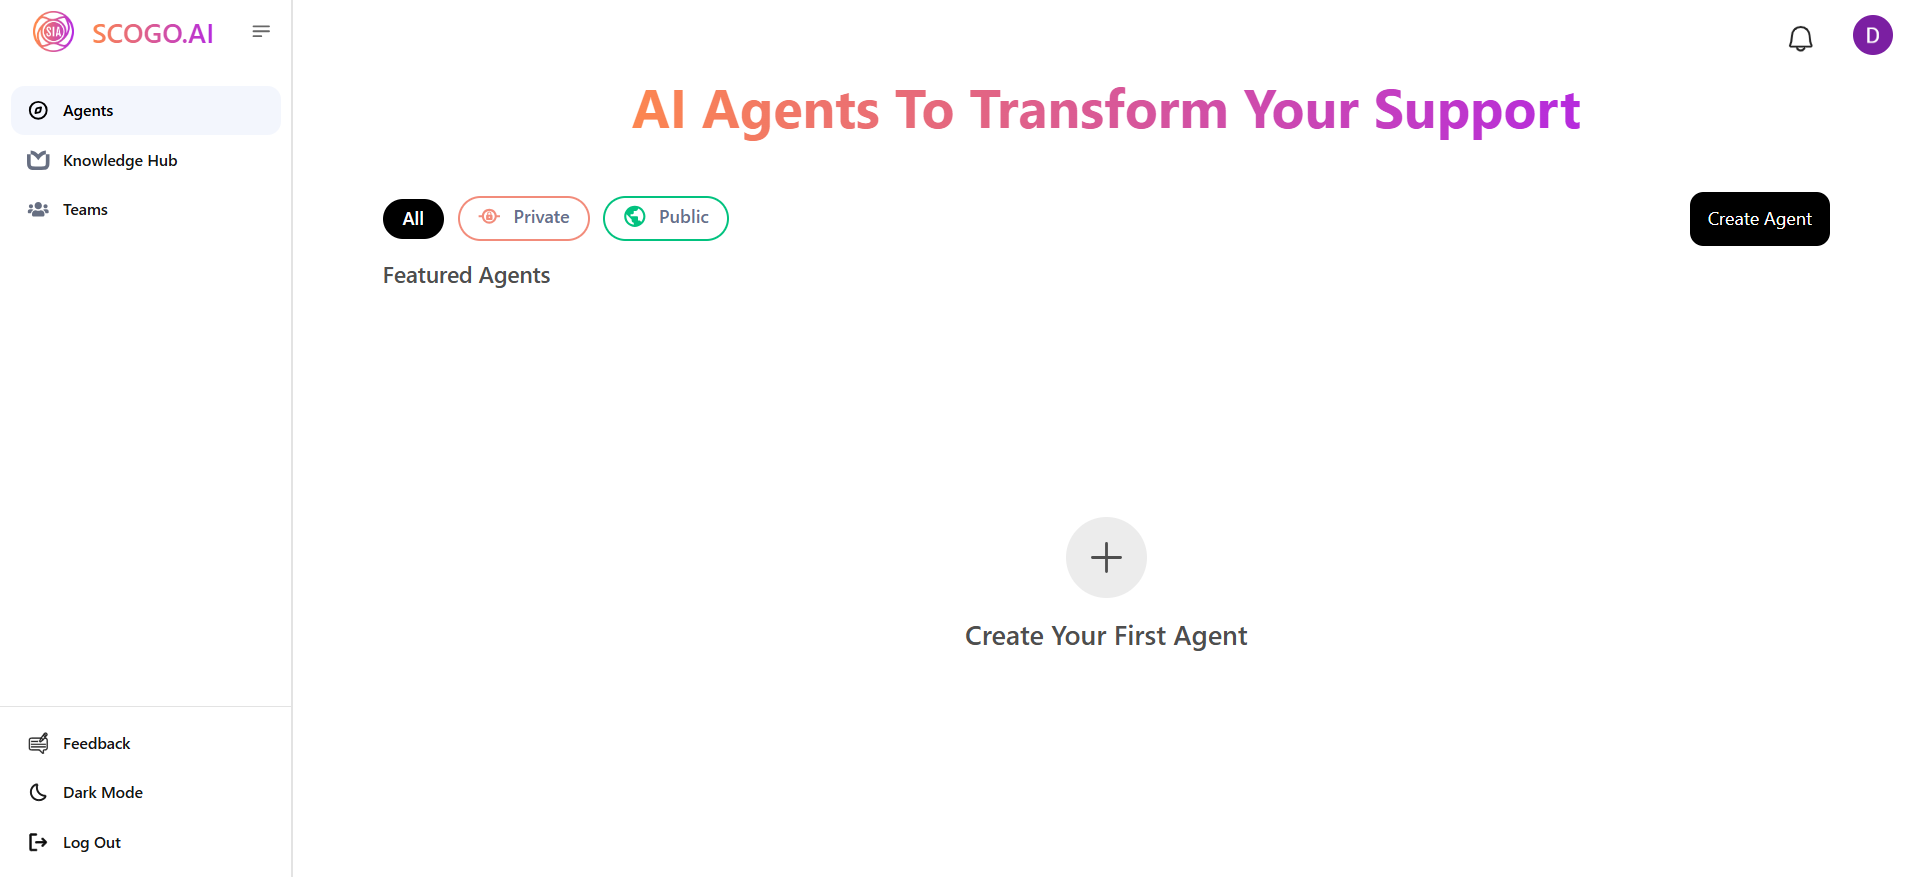 SIA
SCOGO.AI
Agents
Knowledge Hub
Teams
Feedback
Dark Mode
Log Out
D
AI Agents To Transform Your Support
All
Private
Public
Create Agent
Featured Agents
Create Your First Agent